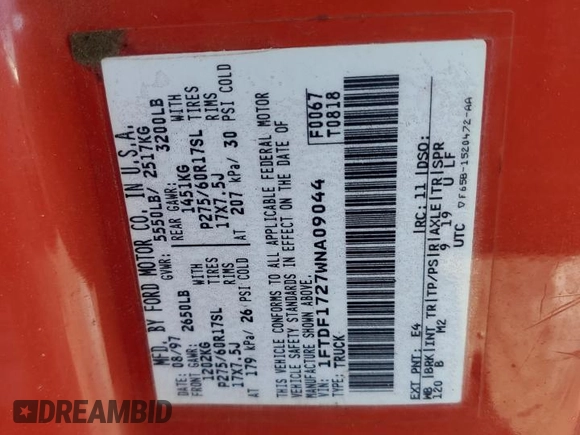 MFD. BY FORD MOTOR CO. IN U.S.A.
08/97 GVWR: 5550LB/ 2517KG
FRONT GAWR: 2650LB REAR GAWR: 3200LB
1202KG 1451KG WITH
P275/60R17SL P275/60R17SL TIRES
17X7.5J RIMS 17X7.5J RIMS
AT 179 kPa/ 26 PSI COLD AT 207 kPa/ 30 PSI COLD
THIS VEHICLE CONFORMS TO ALL APPLICABLE FEDERAL MOTOR
VEHICLE SAFETY STANDARDS IN EFFECT ON THE DATE OF
MANUFACTURE SHOWN ABOVE.
VIN: 1FTDF1727WNA09044
TYPE: TRUCK
F0067
T0818
EXT PNT: E4 RC: 11 DSO:
WB BRK INT TR TP/PS R AXLE TR SPR
120 B M2 9 19 U LF
UTC
F65B-1520472-AA
DREAMBID